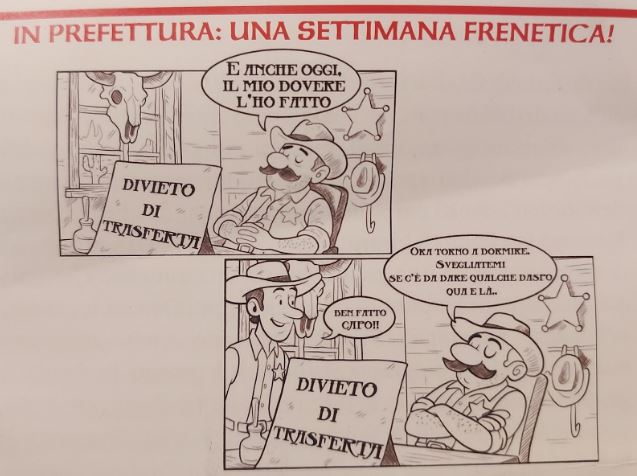 IN PREFETTURA: UNA SETTIMANA FRENETICA!
E ANCHE OGGI,
IL MIO DOVERE
L'HO FATTO
DIVIETO
DI
TRASFERTA
ORA TORNO A DORMIRE.
SVEGLIATEMI
SE C'È DA DARE QUALCHE DASPO
QUA E LÀ..
BEN FATTO
CAPO!!
DIVIETO
DI
TRASFERTA